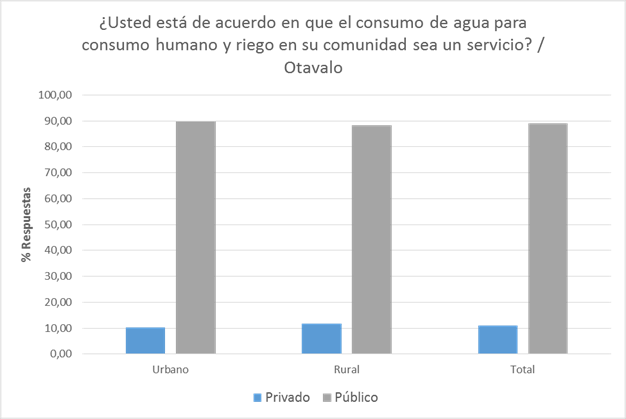 ¿Usted está de acuerdo en que el consumo de agua para
consumo humano y riego en su comunidad sea un servicio? /
Otavalo
100,00
90,00
80,00
70,00
60,00
50,00
40,00
30,00
20,00
10,00
0,00
% Respuestas
Urbano
Rural
Total
Privado
Público